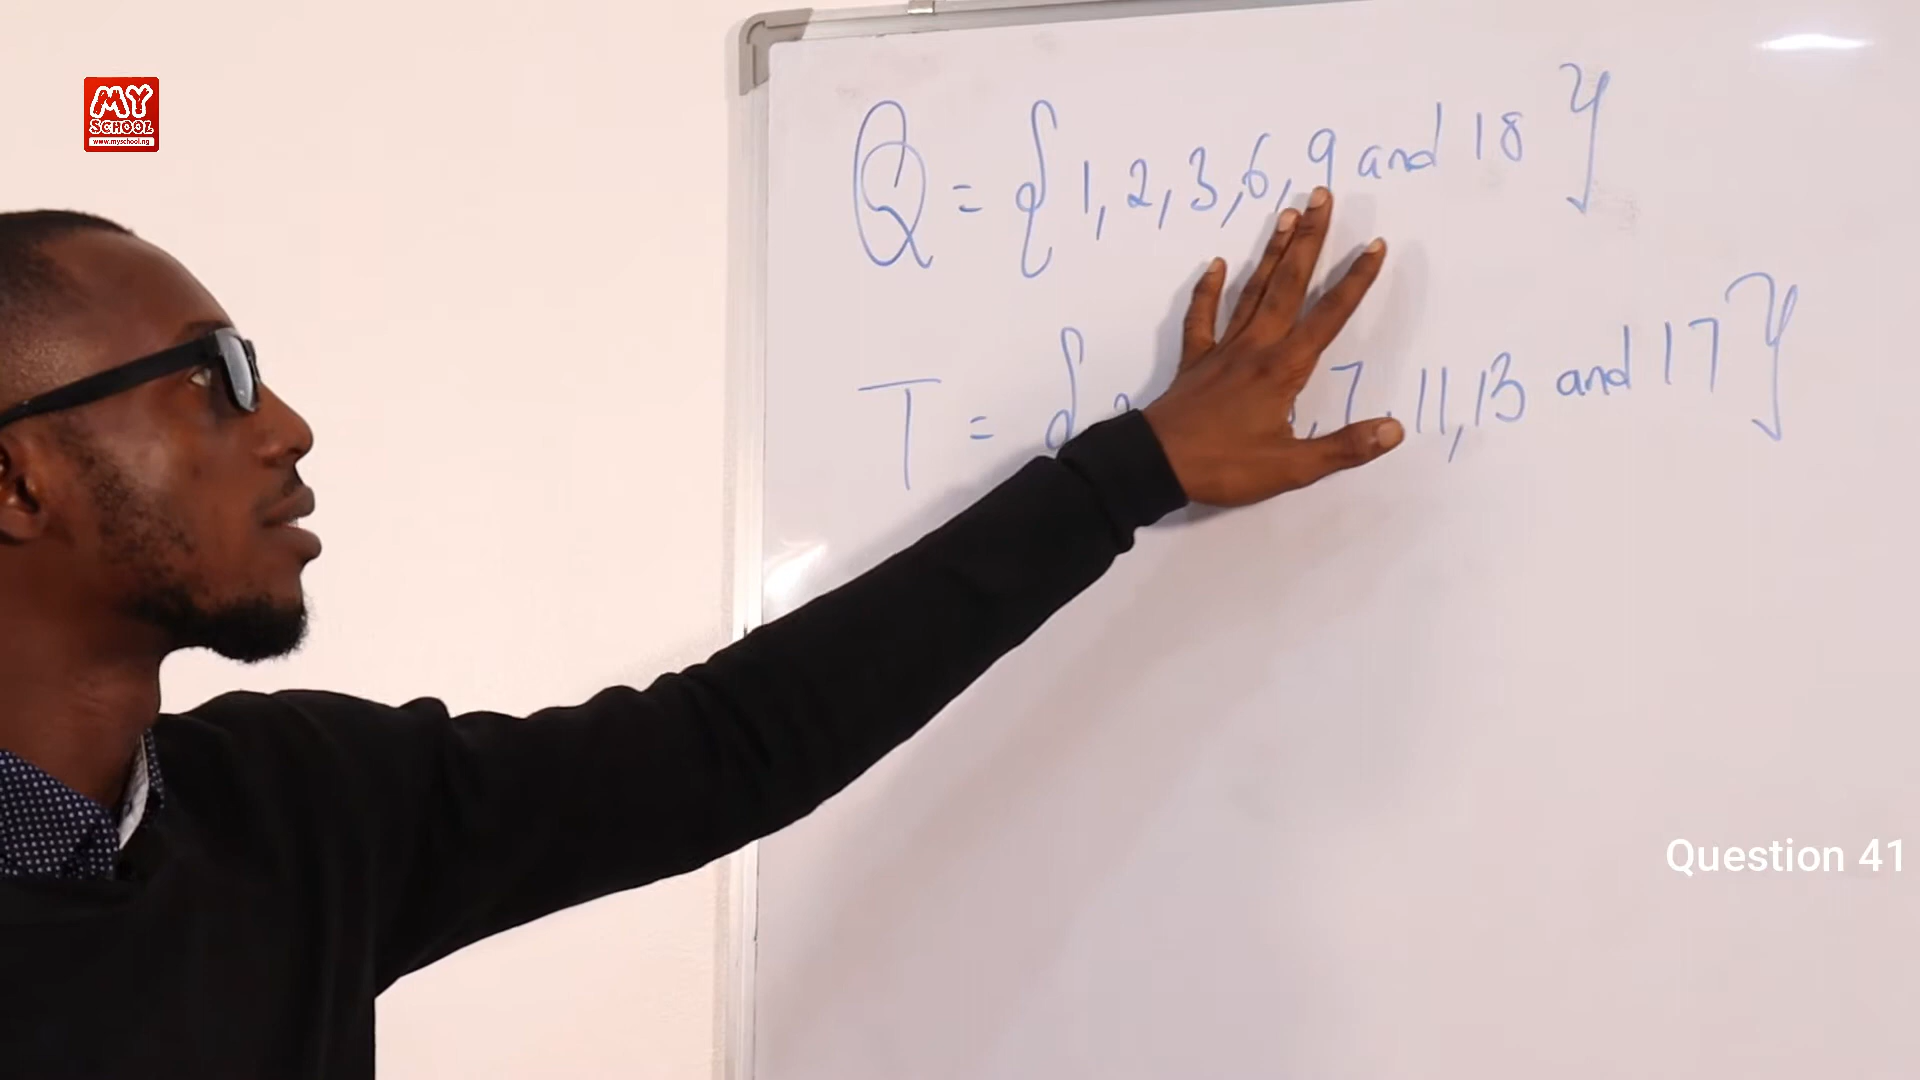 MY
SCHOOL
www.myschool.ng
Q = { 1, 2, 3, 6, 9 and 18 }
T = { 2 , 7, 11, 13 and 17 }
Question 41